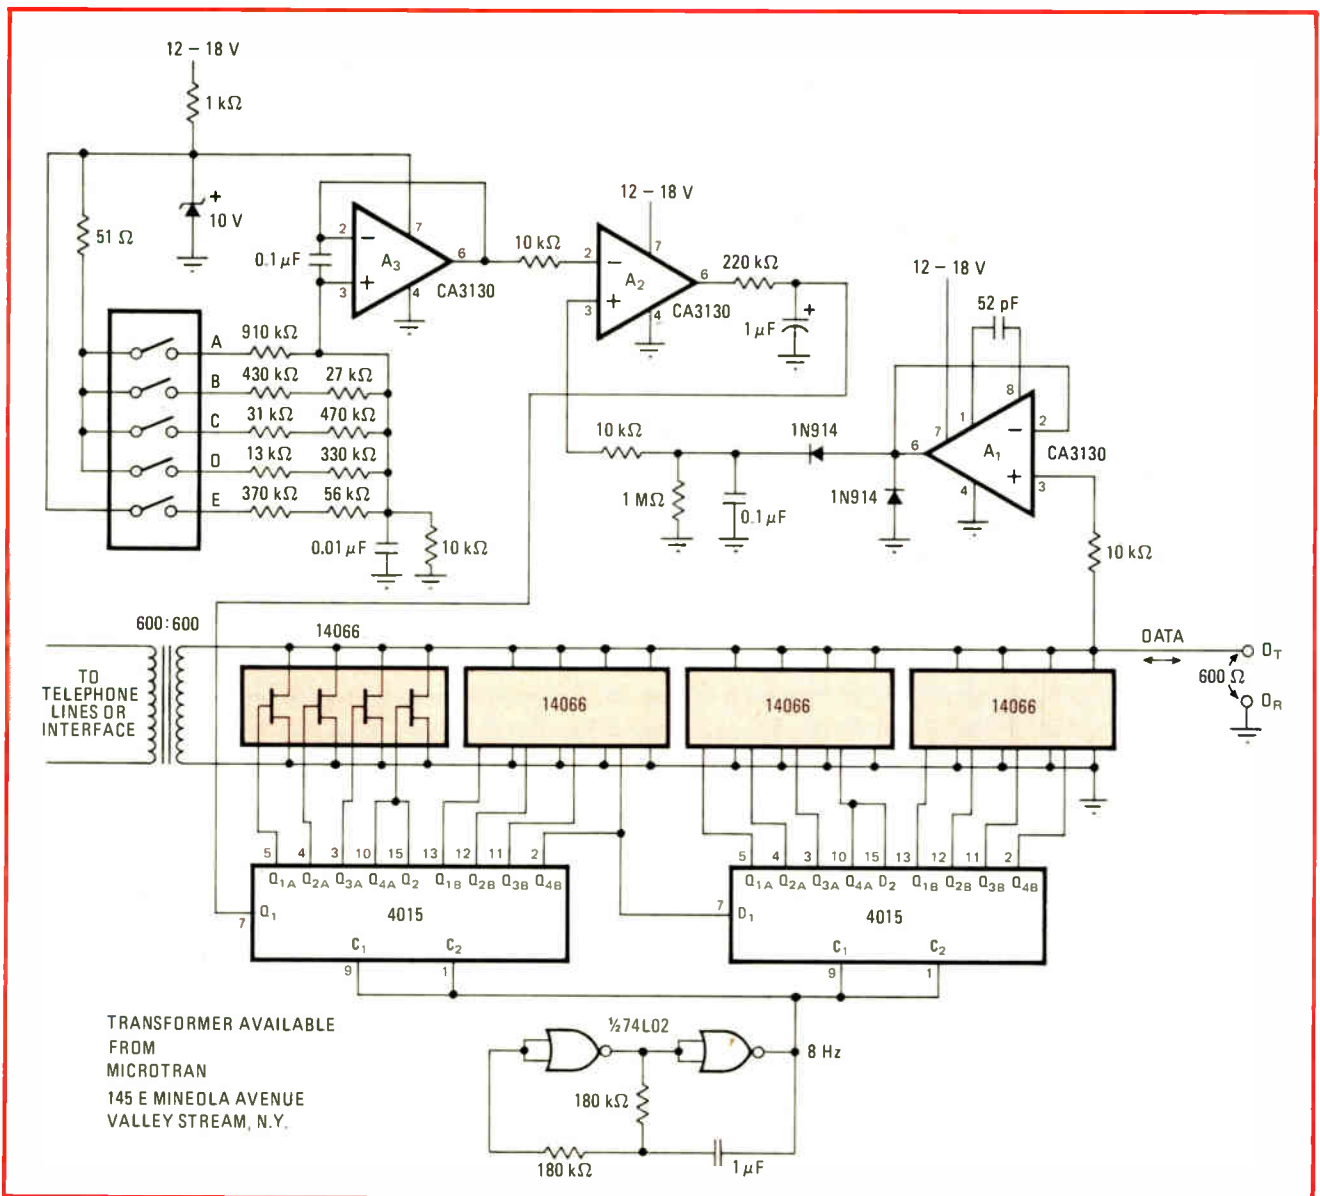 12 – 18 V
1 kΩ
+
10 V
51 Ω
0.1 µF
2
–
+
3
A3
7
6
4
CA3130
10 kΩ
12 – 18 V
2
–
+
3
A2
7
6
4
CA3130
220 kΩ
+
1 µF
12 – 18 V
52 pF
7
1
8
6
A1
–
+
2
3
4
CA3130
10 kΩ
A
910 kΩ
B
430 kΩ
27 kΩ
C
31 kΩ
470 kΩ
D
13 kΩ
330 kΩ
E
370 kΩ
56 kΩ
0.01 µF
10 kΩ
10 kΩ
1 MΩ
0.1 µF
1N914
1N914
600:600
TO
TELEPHONE
LINES OR
INTERFACE
14066
14066
14066
14066
DATA
DT
600 Ω
DR
5 4 3 10 15 13 12 11 2
Q1A Q2A Q3A Q4A Q2 Q1B Q2B Q3B Q4B
7
Q1
4015
C1 C2
9 1
5 4 3 10 15 13 12 11 2
Q1A Q2A Q3A Q4A D2 Q1B Q2B Q3B Q4B
7
D1
4015
C1 C2
9 1
½74L02
8 Hz
180 kΩ
180 kΩ
1 µF
TRANSFORMER AVAILABLE
FROM
MICROTRAN
145 E MINEOLA AVENUE
VALLEY STREAM, N.Y.